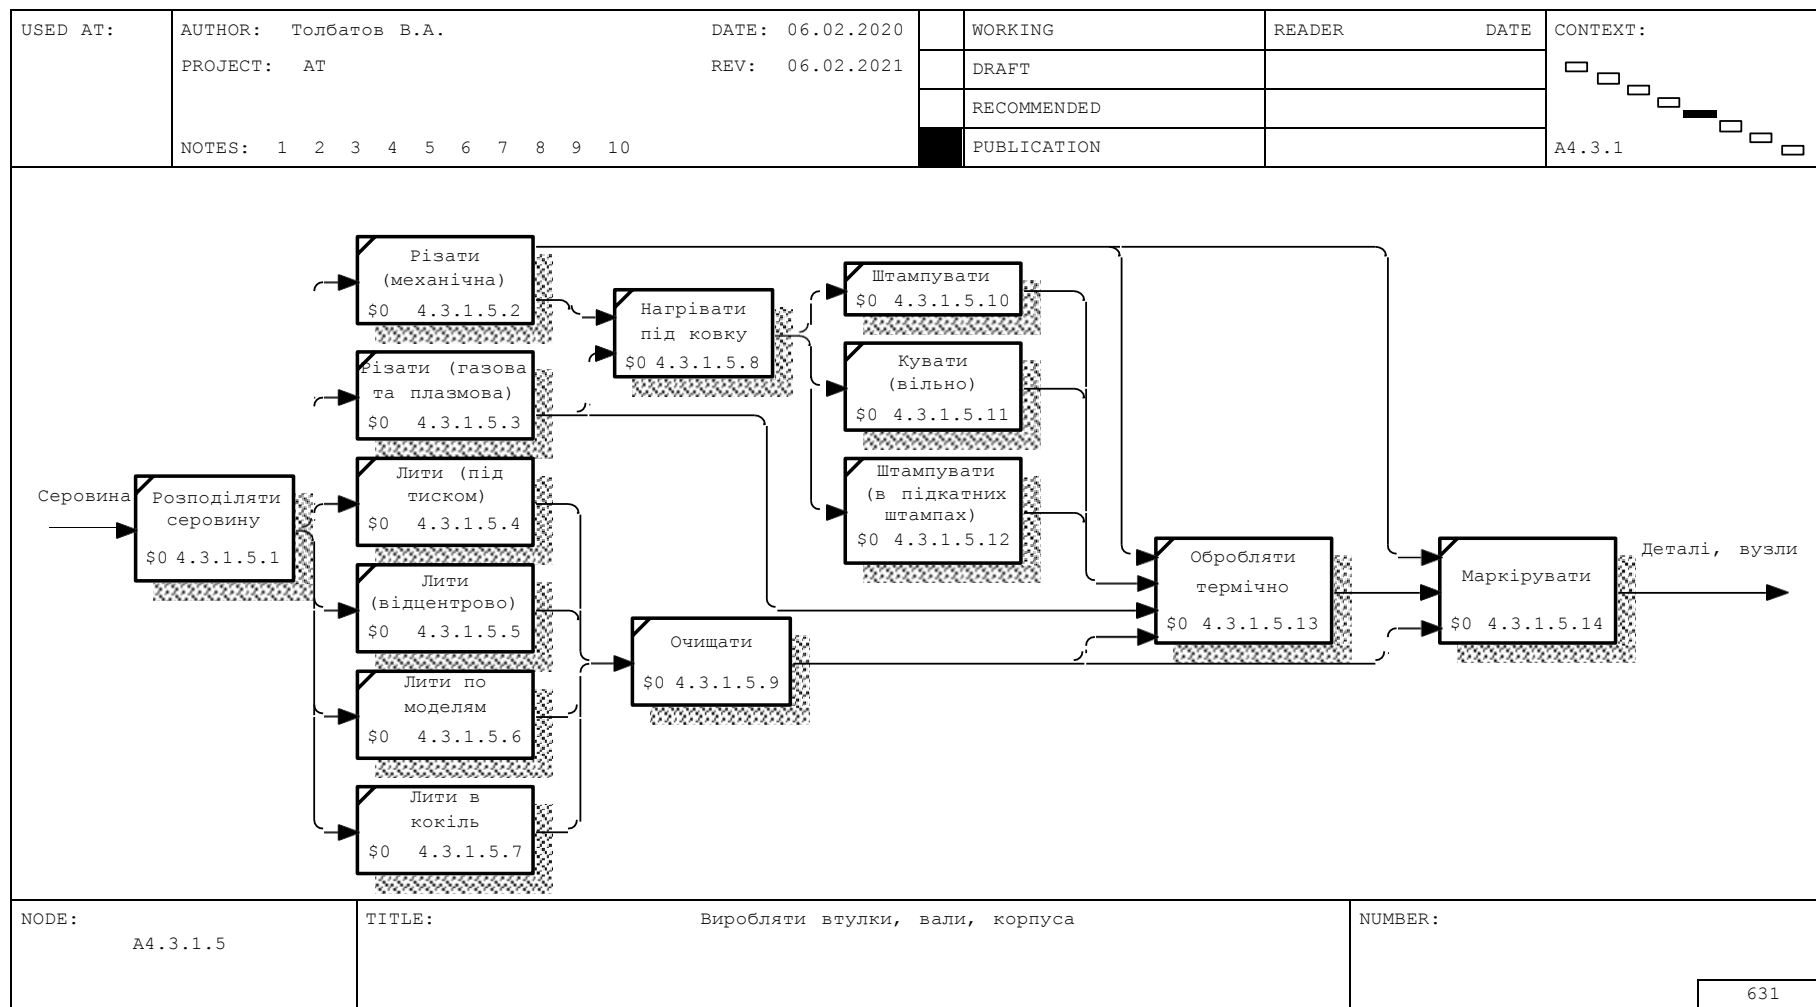 USED AT:
AUTHOR: Толбатов В.А.
DATE: 06.02.2020
PROJECT: АТ
REV: 06.02.2021
NOTES: 1 2 3 4 5 6 7 8 9 10
WORKING
DRAFT
RECOMMENDED
PUBLICATION
READER DATE
CONTEXT:
A4.3.1
Серовина
Розподіляти
серовину
$0 4.3.1.5.1
Різати
(механічна)
$0 4.3.1.5.2
Різати (газова
та плазмова)
$0 4.3.1.5.3
Лити (під
тиском)
$0 4.3.1.5.4
Лити
(відцентрово)
$0 4.3.1.5.5
Лити по
моделям
$0 4.3.1.5.6
Лити в
кокіль
$0 4.3.1.5.7
Нагрівати
під ковку
$0 4.3.1.5.8
Очищати
$0 4.3.1.5.9
Штампувати
$0 4.3.1.5.10
Кувати
(вільно)
$0 4.3.1.5.11
Штампувати
(в підкатних
штампах)
$0 4.3.1.5.12
Обробляти
термічно
$0 4.3.1.5.13
Маркірувати
$0 4.3.1.5.14
Деталі, вузли
NODE:
A4.3.1.5
TITLE:
Виробляти втулки, вали, корпуса
NUMBER:
631